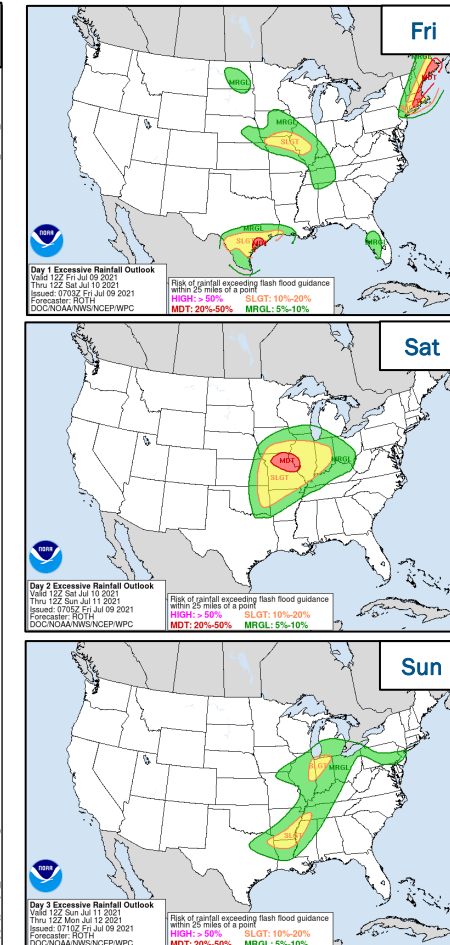 Fri
MRGL
MRGL
MDT
MRGL
SLGT
MRGL
SLGT
MDT
MRGL
NOAA
Day 1 Excessive Rainfall Outlook
Valid 12Z Fri Jul 09 2021
Thru 12Z Sat Jul 10 2021
Issued: 0703Z Fri Jul 09 2021
Forecaster: ROTH
DOC/NOAA/NWS/NCEP/WPC
Risk of rainfall exceeding flash flood guidance
within 25 miles of a point
HIGH: > 50% SLGT: 10%-20%
MDT: 20%-50% MRGL: 5%-10%
Sat
MDT
MRGL
SLGT
NOAA
Day 2 Excessive Rainfall Outlook
Valid 12Z Sat Jul 10 2021
Thru 12Z Sun Jul 11 2021
Issued: 0705Z Fri Jul 09 2021
Forecaster: ROTH
DOC/NOAA/NWS/NCEP/WPC
Risk of rainfall exceeding flash flood guidance
within 25 miles of a point
HIGH: > 50% SLGT: 10%-20%
MDT: 20%-50% MRGL: 5%-10%
Sun
SLGT
MRGL
SLGT
NOAA
Day 3 Excessive Rainfall Outlook
Valid 12Z Sun Jul 11 2021
Thru 12Z Mon Jul 12 2021
Issued: 0710Z Fri Jul 09 2021
Forecaster: ROTH
DOC/NOAA/NWS/NCEP/WPC
Risk of rainfall exceeding flash flood guidance
within 25 miles of a point
HIGH: > 50% SLGT: 10%-20%
MDT: 20%-50% MRGL: 5%-10%